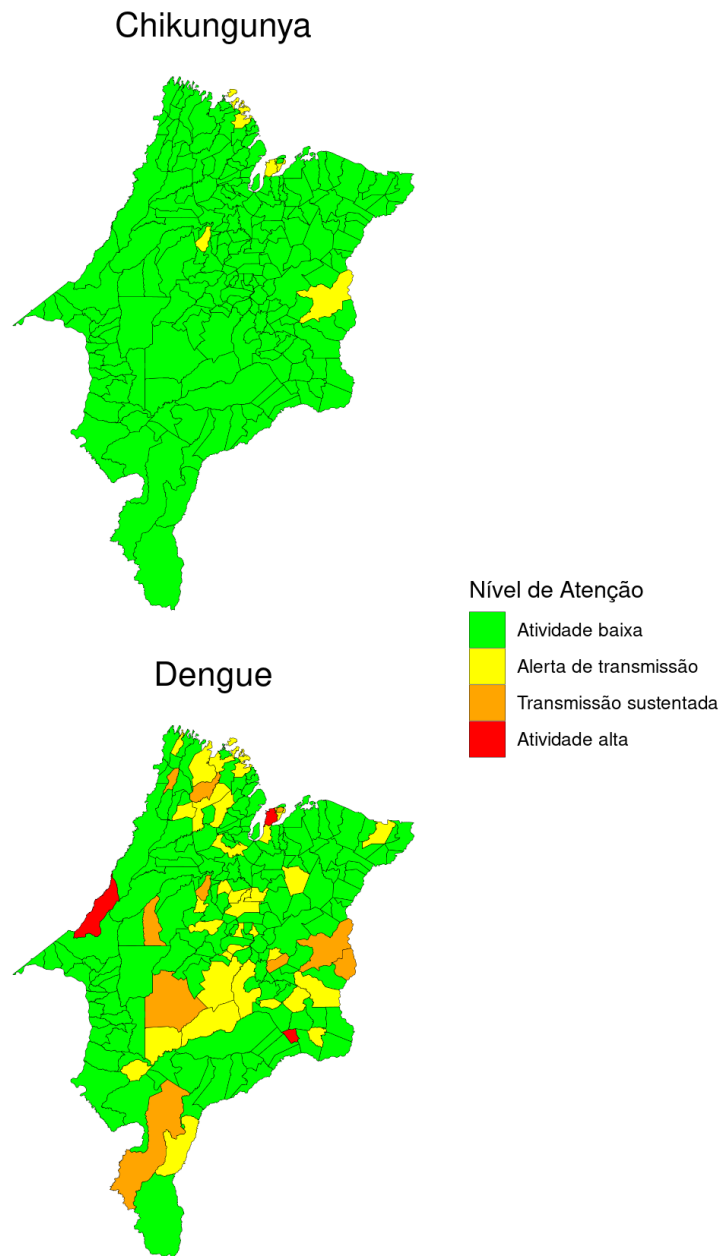 Chikungunya
Nível de Atenção
Atividade baixa
Alerta de transmissão
Transmissão sustentada
Atividade alta
Dengue